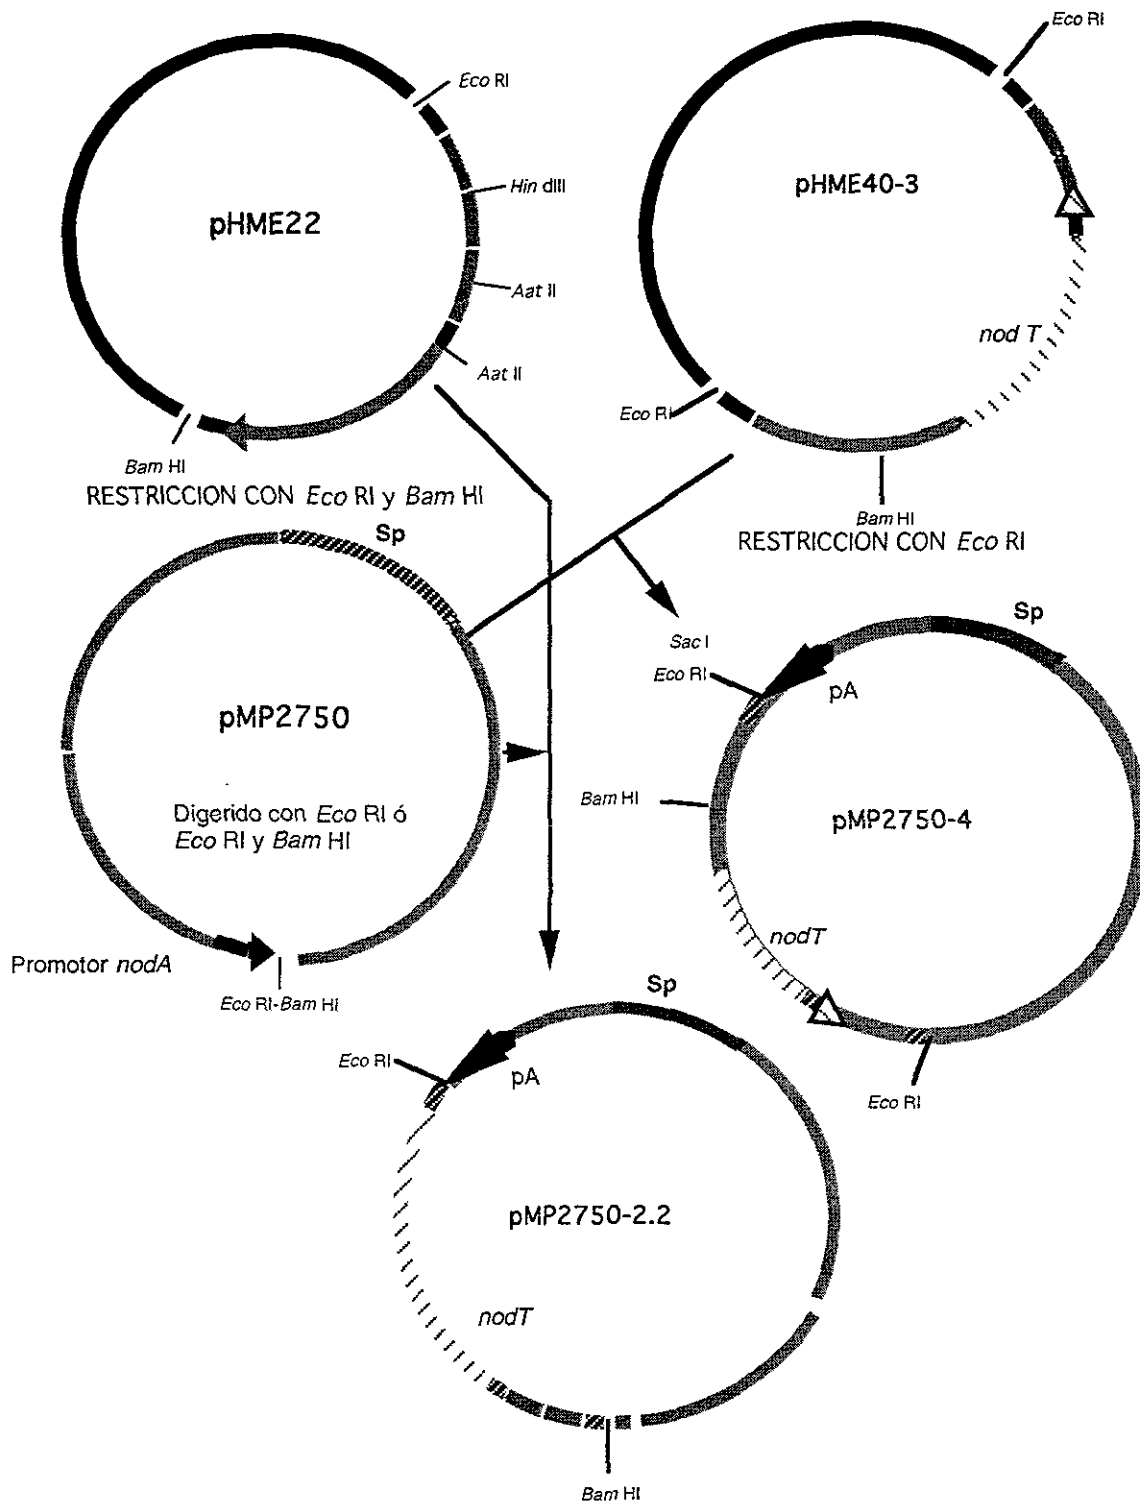 Eco RI
Hin dIII
pHME22
Aat II
Aat II
Bam HI
RESTRICCION CON Eco RI y Bam HI
Eco RI
pHME40-3
nod T
Eco RI
Bam HI
RESTRICCION CON Eco RI
Sp
pMP2750
Digerido con Eco RI ó
Eco RI y Bam HI
Promotor nodA
Eco RI-Bam HI
Sac I
Eco RI
Sp
pA
Bam HI
pMP2750-4
nodT
Eco RI
Sp
Eco RI
pA
pMP2750-2.2
nodT
Bam HI